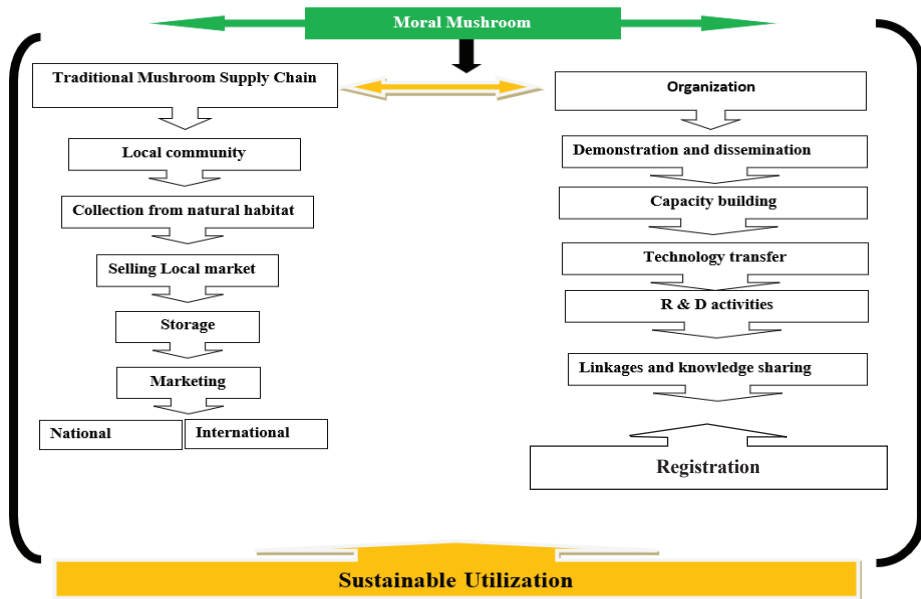 Moral Mushroom
Traditional Mushroom Supply Chain
Local community
Collection from natural habitat
Selling Local market
Storage
Marketing
National
International
Organization
Demonstration and dissemination
Capacity building
Technology transfer
R & D activities
Linkages and knowledge sharing
Registration
Sustainable Utilization